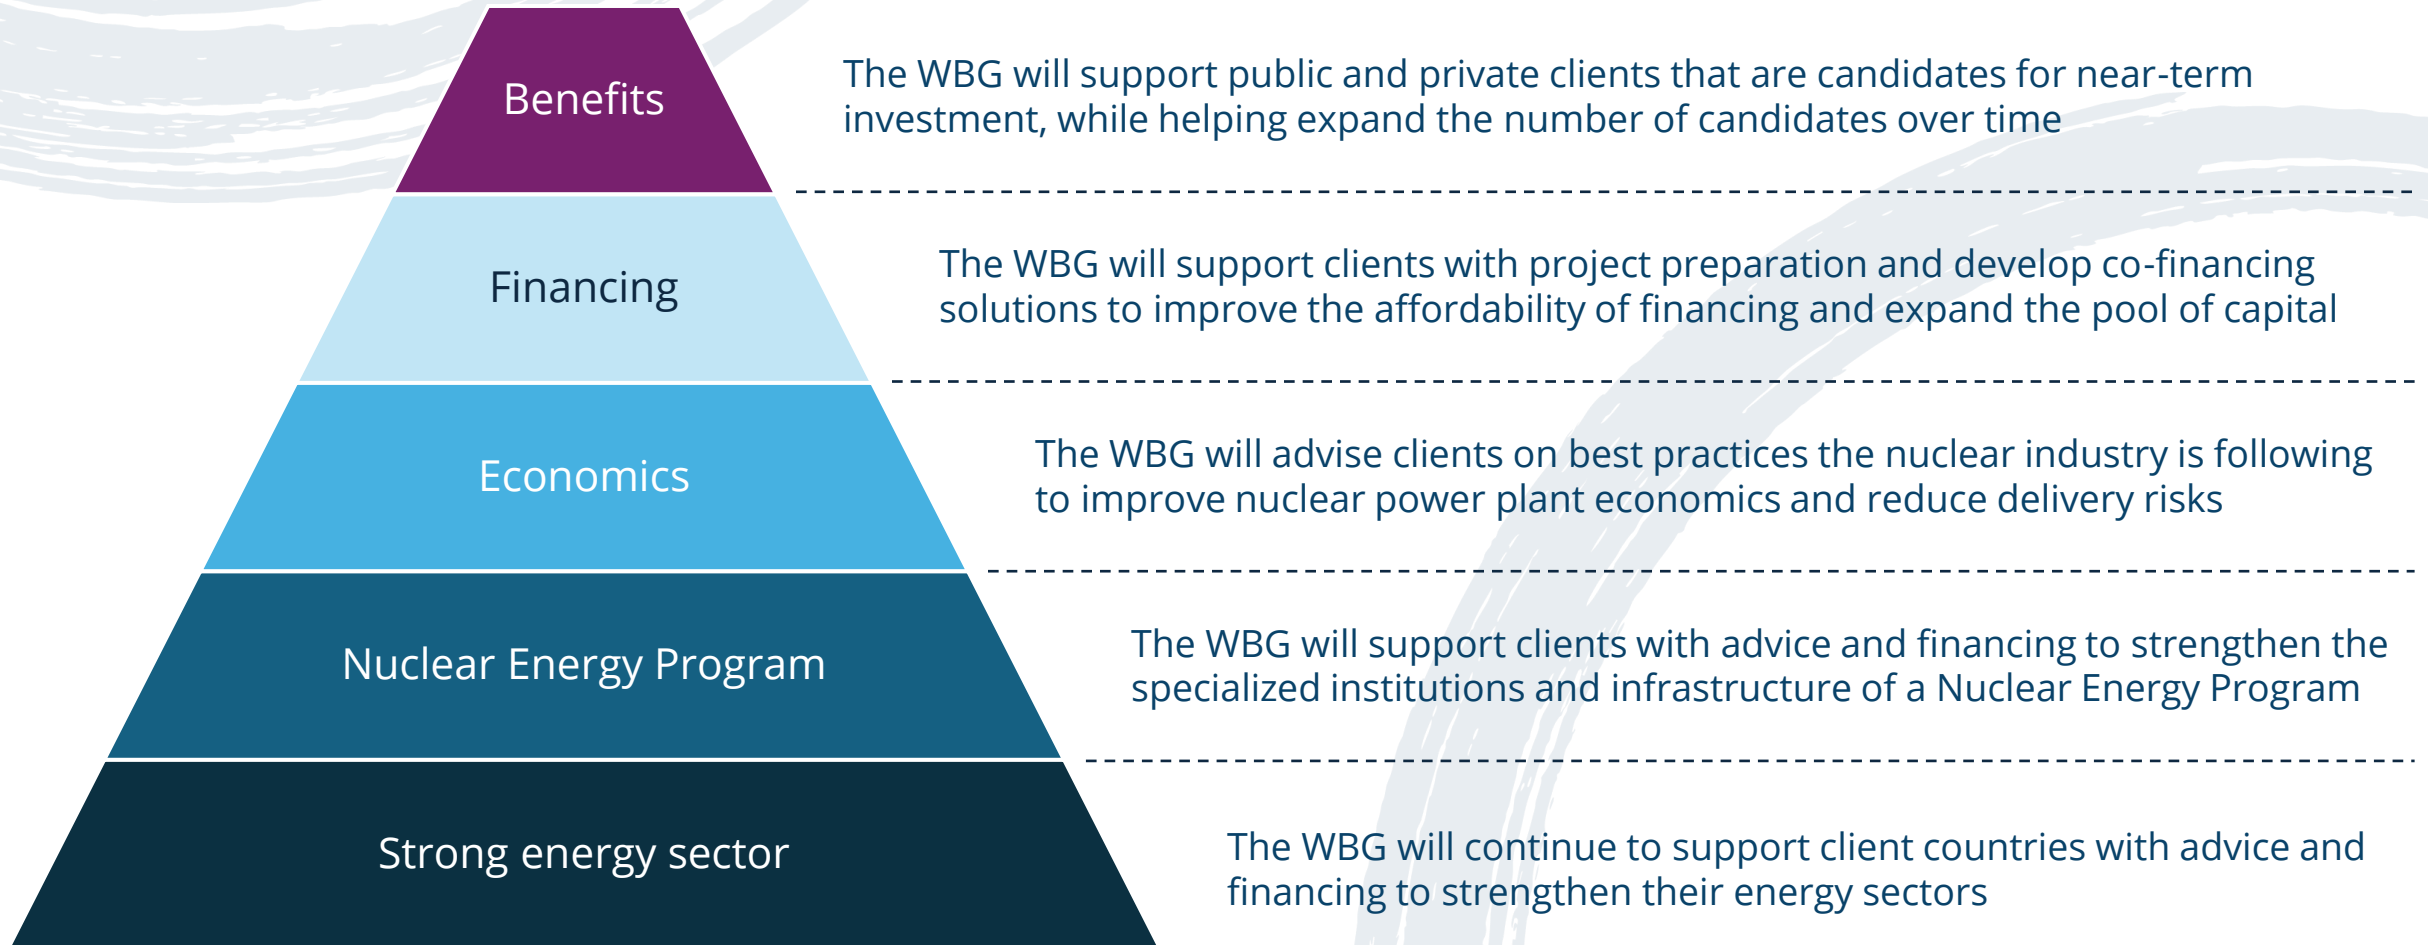 Benefits
The WBG will support public and private clients that are candidates for near-term
investment, while helping expand the number of candidates over time
Financing
The WBG will support clients with project preparation and develop co-financing
solutions to improve the affordability of financing and expand the pool of capital
Economics
The WBG will advise clients on best practices the nuclear industry is following
to improve nuclear power plant economics and reduce delivery risks
Nuclear Energy Program
The WBG will support clients with advice and financing to strengthen the
specialized institutions and infrastructure of a Nuclear Energy Program
Strong energy sector
The WBG will continue to support client countries with advice and
financing to strengthen their energy sectors